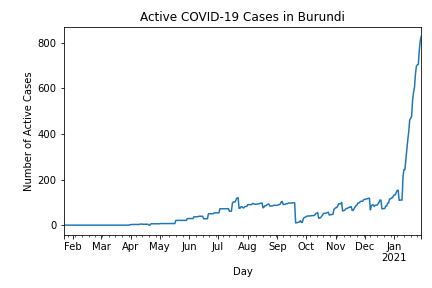 Active COVID-19 Cases in Burundi
Number of Active Cases
800
600
400
200
0
Feb Mar Apr May Jun Jul Aug Sep Oct Nov Dec Jan
2021
Day